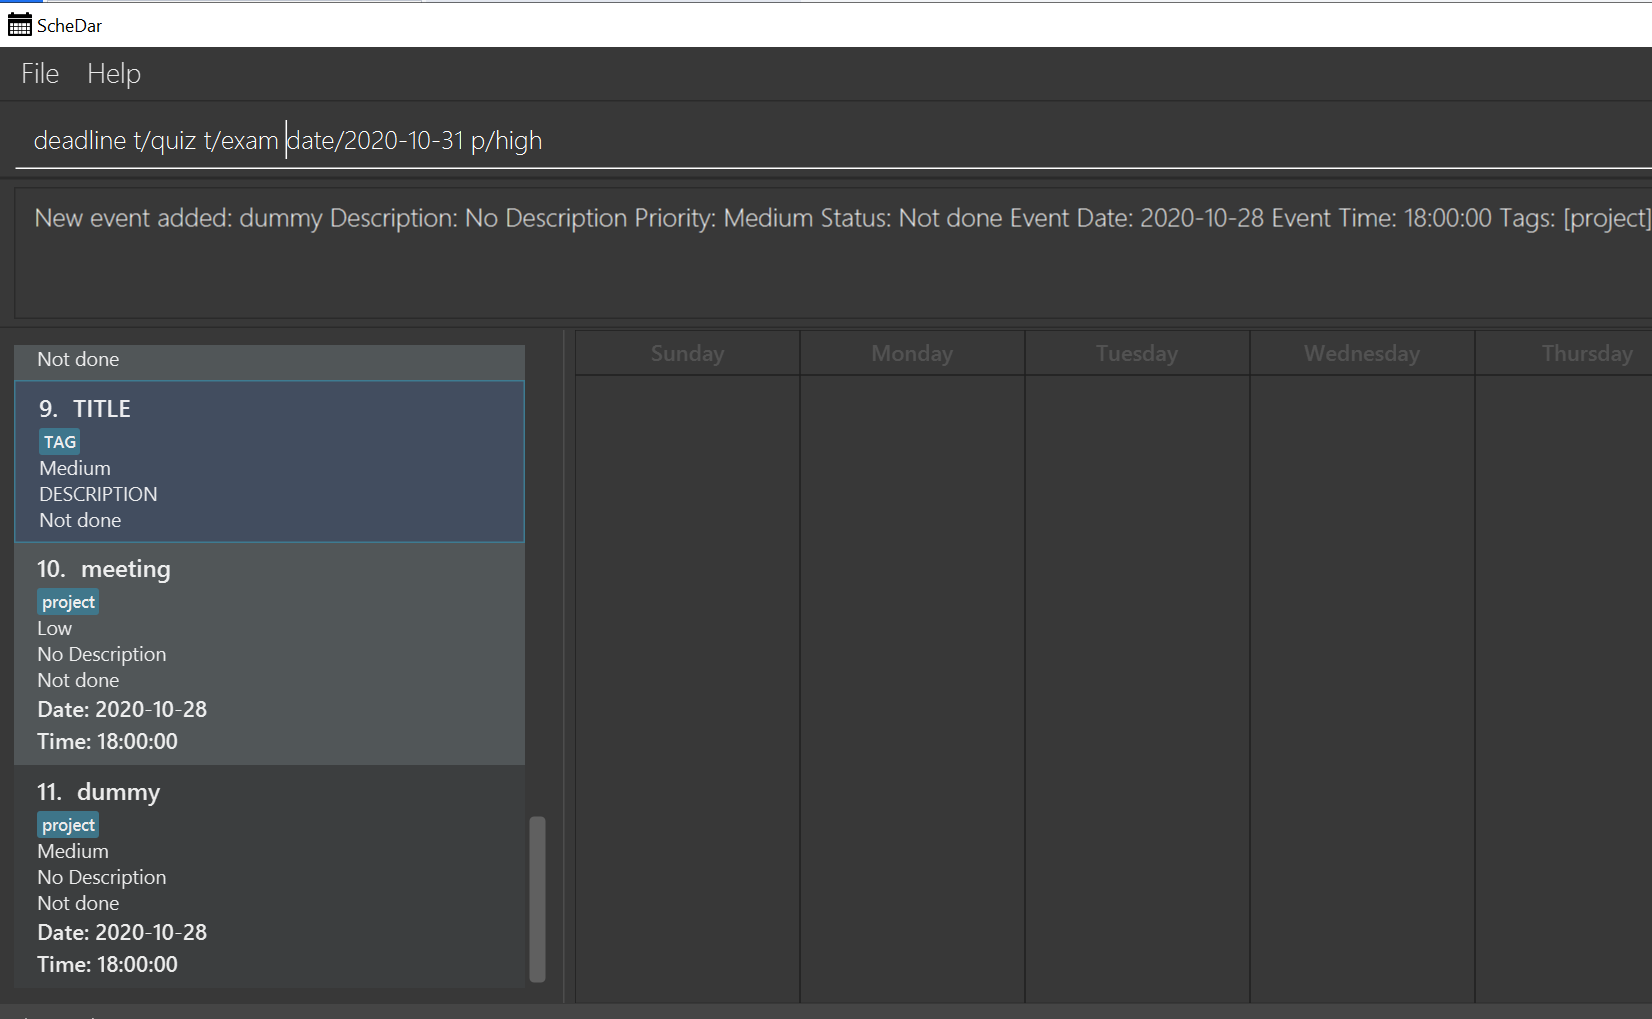 ScheDar
File Help
deadline t/quiz t/exam date/2020-10-31 p/high
New event added: dummy Description: No Description Priority: Medium Status: Not done Event Date: 2020-10-28 Event Time: 18:00:00 Tags: [project]
Sunday Monday Tuesday Wednesday Thursday
Not done
9. TITLE
TAG
Medium
DESCRIPTION
Not done
10. meeting
project
Low
No Description
Not done
Date: 2020-10-28
Time: 18:00:00
11. dummy
project
Medium
No Description
Not done
Date: 2020-10-28
Time: 18:00:00